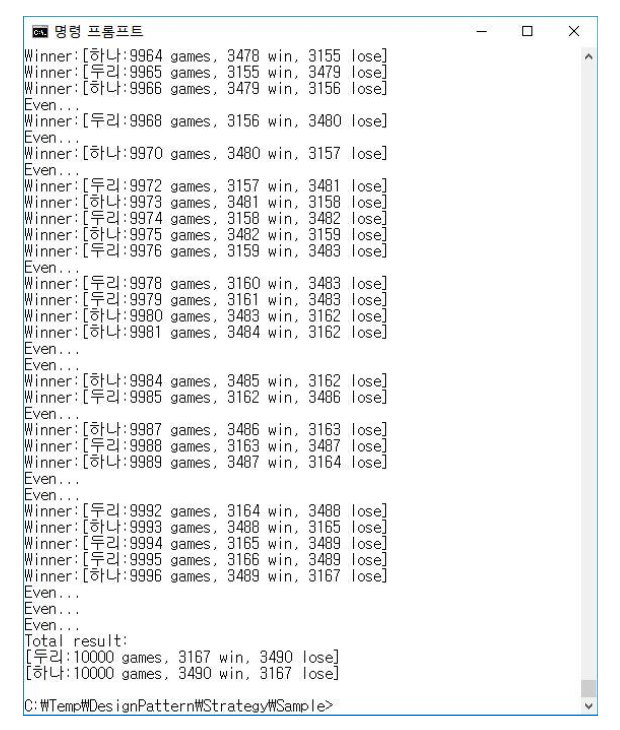 명령 프롬프트
Winner:[하나:9964 games, 3478 win, 3155 lose]
Winner:[두리:9965 games, 3155 win, 3479 lose]
Winner:[하나:9966 games, 3479 win, 3156 lose]
Even...
Winner:[두리:9968 games, 3156 win, 3480 lose]
Even...
Winner:[하나:9970 games, 3480 win, 3157 lose]
Even...
Winner:[두리:9972 games, 3157 win, 3481 lose]
Winner:[하나:9973 games, 3481 win, 3158 lose]
Winner:[두리:9974 games, 3158 win, 3482 lose]
Winner:[하나:9975 games, 3482 win, 3159 lose]
Winner:[두리:9976 games, 3159 win, 3483 lose]
Even...
Winner:[두리:9978 games, 3160 win, 3483 lose]
Winner:[두리:9979 games, 3161 win, 3483 lose]
Winner:[하나:9980 games, 3483 win, 3162 lose]
Winner:[하나:9981 games, 3484 win, 3162 lose]
Even...
Even...
Winner:[하나:9984 games, 3485 win, 3162 lose]
Winner:[두리:9985 games, 3162 win, 3486 lose]
Even...
Winner:[하나:9987 games, 3486 win, 3163 lose]
Winner:[두리:9988 games, 3163 win, 3487 lose]
Winner:[하나:9989 games, 3487 win, 3164 lose]
Even...
Even...
Winner:[두리:9992 games, 3164 win, 3488 lose]
Winner:[하나:9993 games, 3488 win, 3165 lose]
Winner:[두리:9994 games, 3165 win, 3489 lose]
Winner:[두리:9995 games, 3166 win, 3489 lose]
Winner:[하나:9996 games, 3489 win, 3167 lose]
Even...
Even...
Even...
Total result:
[두리:10000 games, 3167 win, 3490 lose]
[하나:10000 games, 3490 win, 3167 lose]
C:₩Temp₩DesignPattern₩Strategy₩Sample>